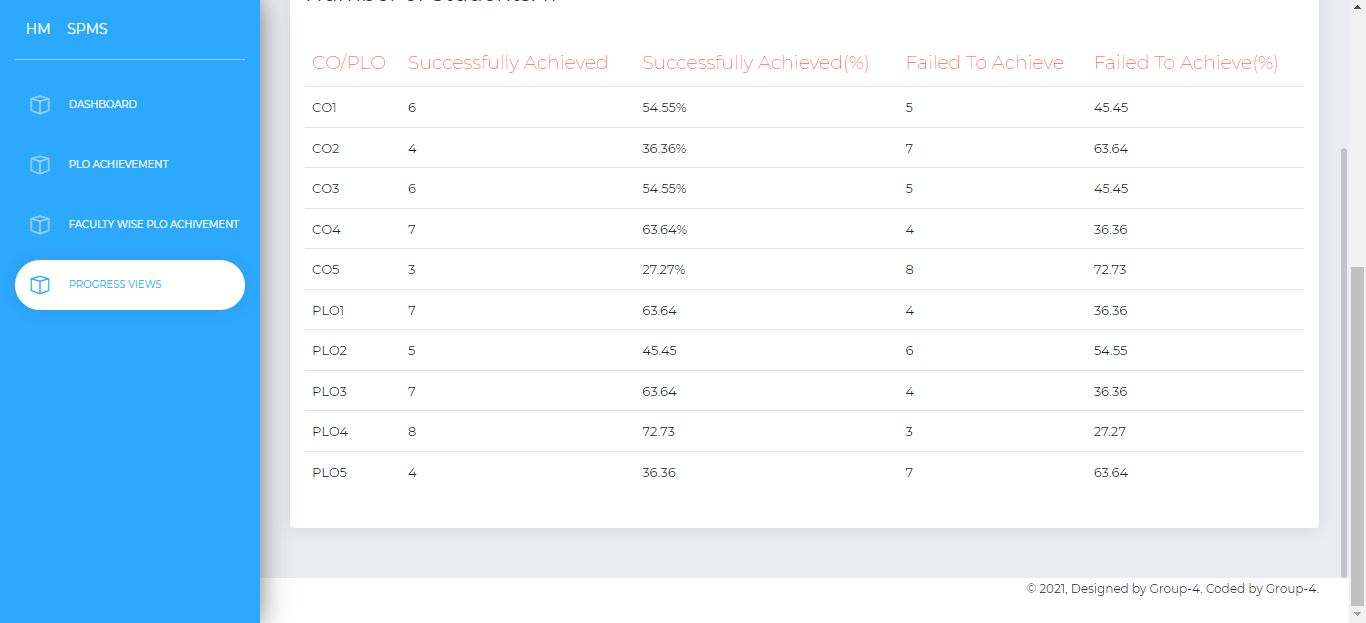 HM SPMS
DASHBOARD
PLO ACHIEVEMENT
FACULTY WISE PLO ACHIVEMENT
PROGRESS VIEWS
CO/PLO Successfully Achieved Successfully Achieved(%) Failed To Achieve Failed To Achieve(%)
CO1 6 54.55% 5 45.45
CO2 4 36.36% 7 63.64
CO3 6 54.55% 5 45.45
CO4 7 63.64% 4 36.36
CO5 3 27.27% 8 72.73
PLO1 7 63.64 4 36.36
PLO2 5 45.45 6 54.55
PLO3 7 63.64 4 36.36
PLO4 8 72.73 3 27.27
PLO5 4 36.36 7 63.64
© 2021, Designed by Group-4. Coded by Group-4.